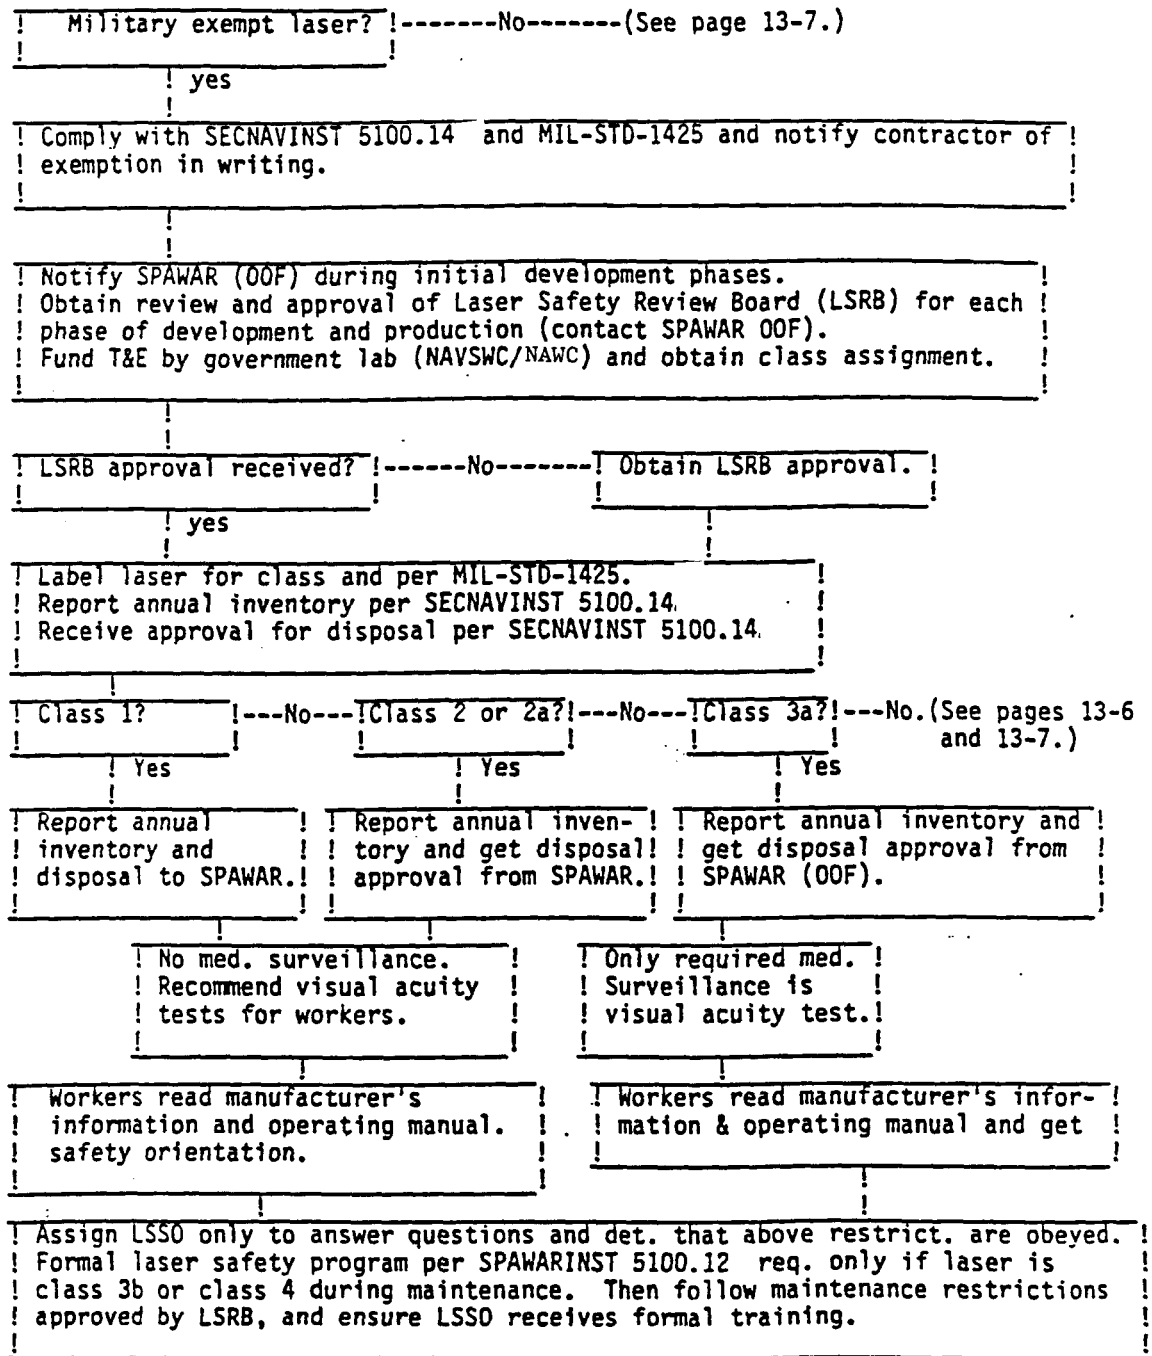 Military exempt laser? !-------No-------(See page 13-7.)
yes
Comply with SECNAVINST 5100.14 and MIL-STD-1425 and notify contractor of
exemption in writing.
Notify SPAWAR (OOF) during initial development phases.
Obtain review and approval of Laser Safety Review Board (LSRB) for each
phase of development and production (contact SPAWAR OOF).
Fund T&E by government lab (NAVSWC/NAWC) and obtain class assignment.
LSRB approval received? !------No-------! Obtain LSRB approval.
yes
Label laser for class and per MIL-STD-1425.
Report annual inventory per SECNAVINST 5100.14.
Receive approval for disposal per SECNAVINST 5100.14.
Class 1? !---No---!Class 2 or 2a?!---No---!Class 3a?!---No.(See pages 13-6
and 13-7.)
Yes Yes Yes
Report annual
inventory and
disposal to SPAWAR.
Report annual inven-
tory and get disposal
approval from SPAWAR.
Report annual inventory and
get disposal approval from
SPAWAR (OOF).
No med. surveillance.
Recommend visual acuity
tests for workers.
Only required med.
Surveillance is
visual acuity test.
Workers read manufacturer's
information and operating manual.
safety orientation.
Workers read manufacturer's infor-
mation & operating manual and get
Assign LSSO only to answer questions and det. that above restrict. are obeyed.
Formal laser safety program per SPAWARINST 5100.12 req. only if laser is
class 3b or class 4 during maintenance. Then follow maintenance restrictions
approved by LSRB, and ensure LSSO receives formal training.